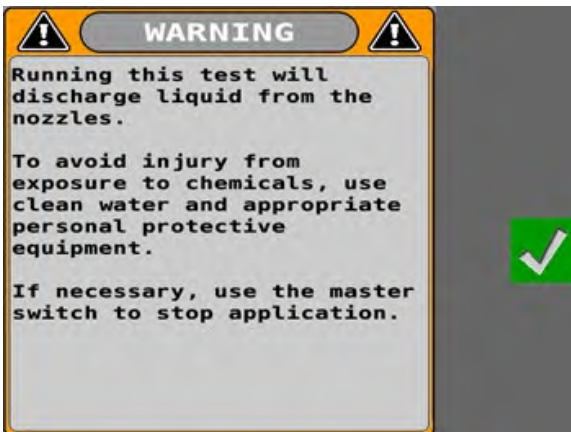 WARNING
Running this test will
discharge liquid from the
nozzles.
To avoid injury from
exposure to chemicals, use
clean water and appropriate
personal protective
equipment.
If necessary, use the master
switch to stop application.